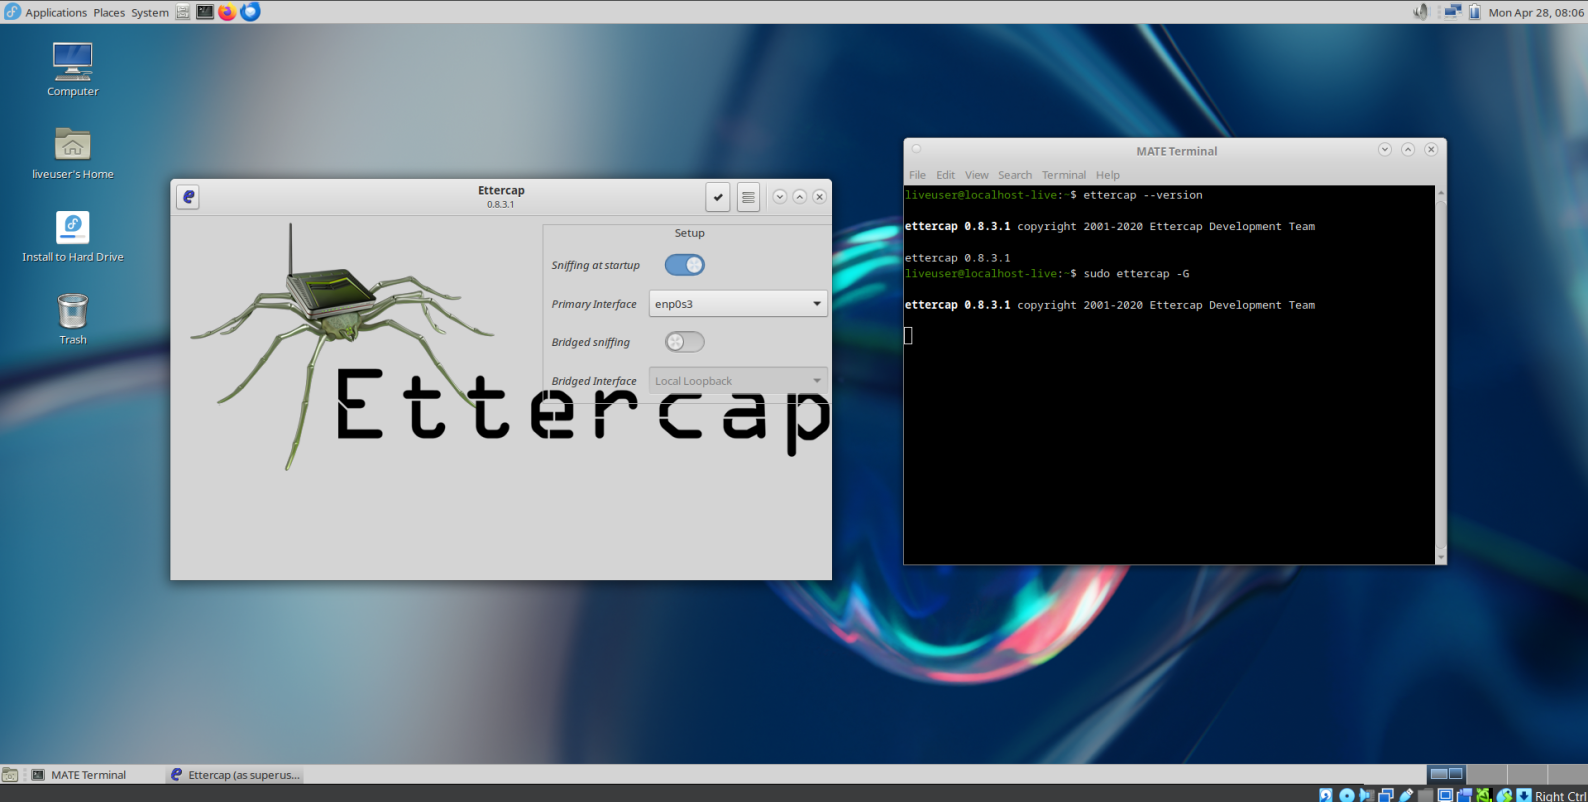 Applications Places System
Mon Apr 28, 08:06
Computer
liveuser's Home
Install to Hard Drive
Trash
Ettercap
0.8.3.1
Setup
Sniffing at startup
Primary Interface enp0s3
Bridged sniffing
Bridged Interface Local Loopback
Ettercap
MATE Terminal
File Edit View Search Terminal Help
liveuser@localhost-live:~$ ettercap --version
ettercap 0.8.3.1 copyright 2001-2020 Ettercap Development Team
ettercap 0.8.3.1
liveuser@localhost-live:~$ sudo ettercap -G
ettercap 0.8.3.1 copyright 2001-2020 Ettercap Development Team
MATE Terminal
Ettercap (as superus...
Right Ctrl